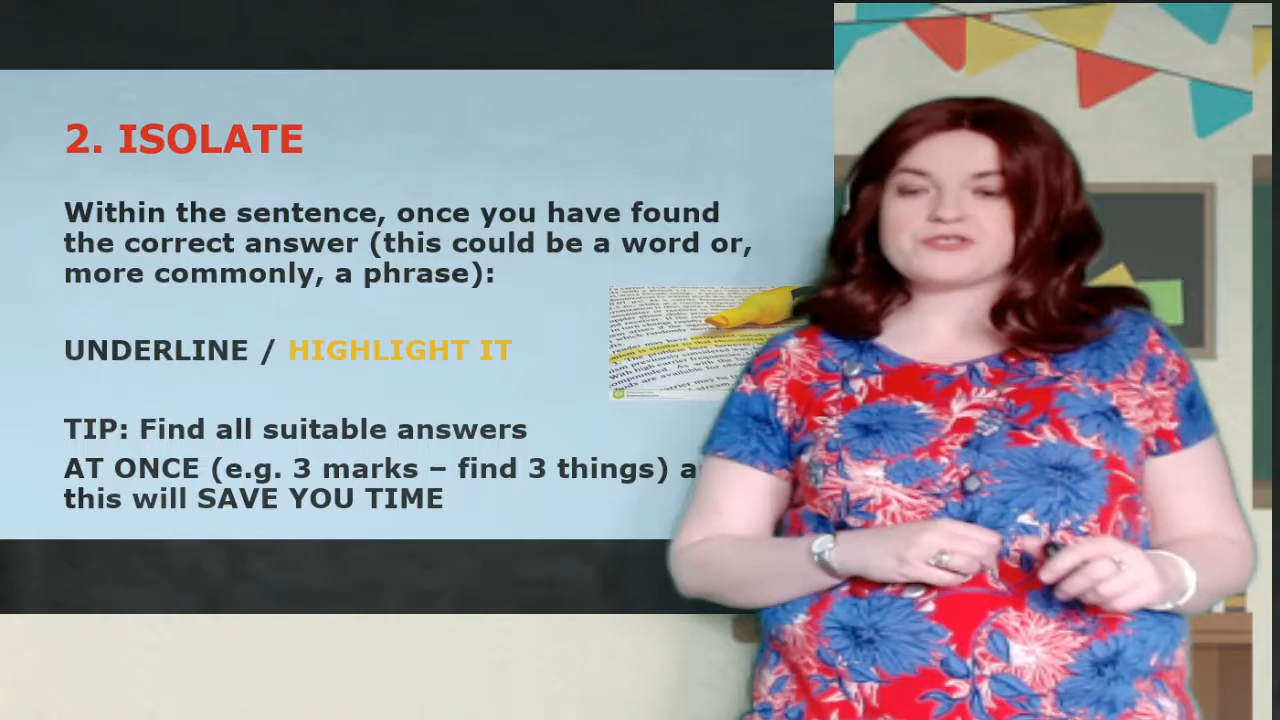 2. ISOLATE
Within the sentence, once you have found
the correct answer (this could be a word or,
more commonly, a phrase):
UNDERLINE / HIGHLIGHT IT
TIP: Find all suitable answers
AT ONCE (e.g. 3 marks – find 3 things)
this will SAVE YOU TIME